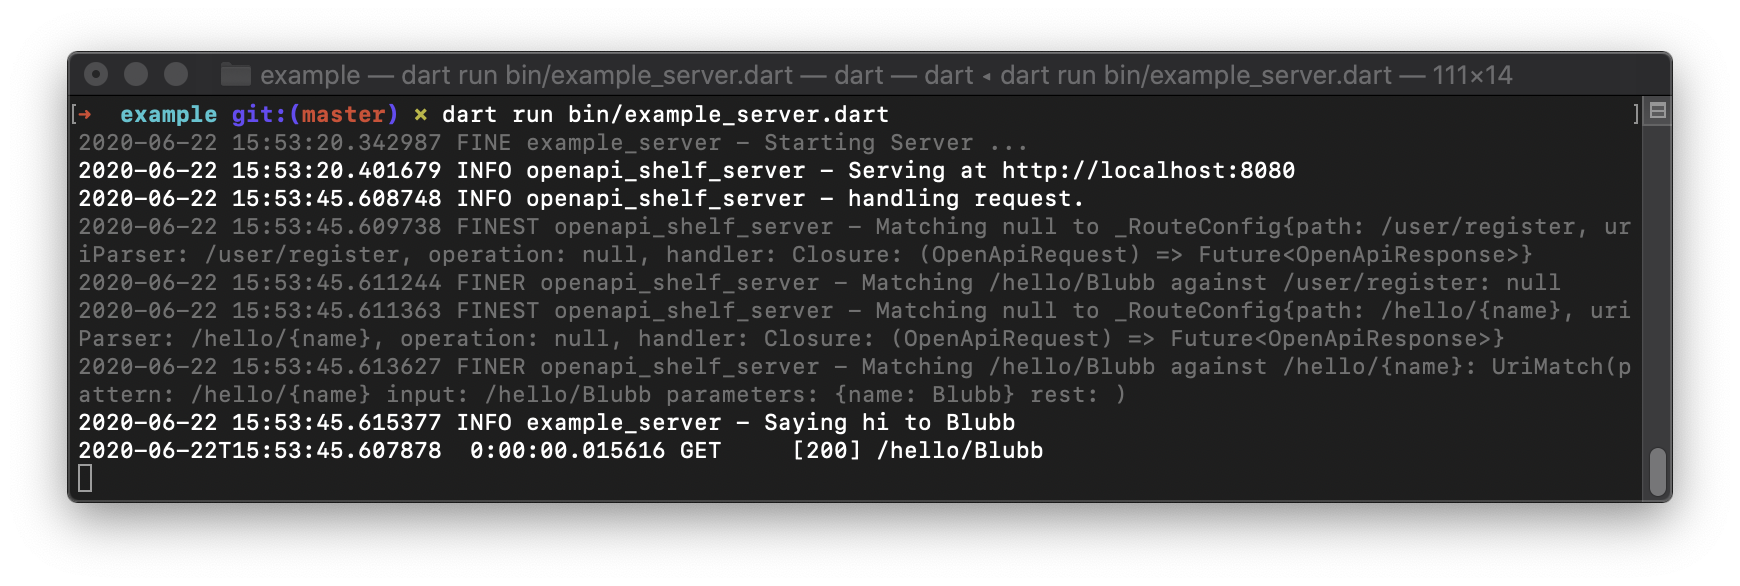 example — dart run bin/example_server.dart — dart — dart ◂ dart run bin/example_server.dart — 111×14
[➜  example git:(master) ✗ dart run bin/example_server.dart ]
2020-06-22 15:53:20.342987 FINE example_server - Starting Server ...
2020-06-22 15:53:20.401679 INFO openapi_shelf_server - Serving at http://localhost:8080
2020-06-22 15:53:45.608748 INFO openapi_shelf_server - handling request.
2020-06-22 15:53:45.609738 FINEST openapi_shelf_server - Matching null to _RouteConfig{path: /user/register, ur
iParser: /user/register, operation: null, handler: Closure: (OpenApiRequest) => Future<OpenApiResponse>}
2020-06-22 15:53:45.611244 FINER openapi_shelf_server - Matching /hello/Blubb against /user/register: null
2020-06-22 15:53:45.611363 FINEST openapi_shelf_server - Matching null to _RouteConfig{path: /hello/{name}, uri
Parser: /hello/{name}, operation: null, handler: Closure: (OpenApiRequest) => Future<OpenApiResponse>}
2020-06-22 15:53:45.613627 FINER openapi_shelf_server - Matching /hello/Blubb against /hello/{name}: UriMatch(p
attern: /hello/{name} input: /hello/Blubb parameters: {name: Blubb} rest: )
2020-06-22 15:53:45.615377 INFO example_server - Saying hi to Blubb
2020-06-22T15:53:45.607878  0:00:00.015616 GET     [200] /hello/Blubb